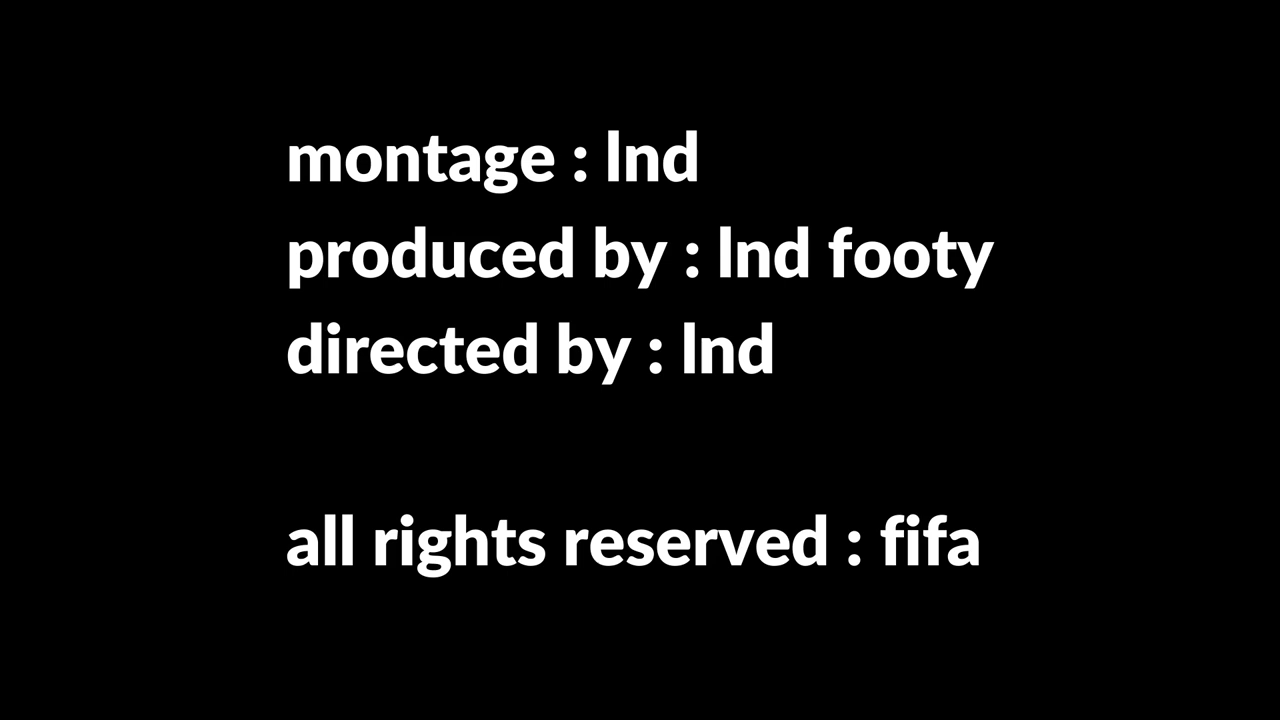 montage : lnd
produced by : lnd footy
directed by : lnd
all rights reserved : fifa